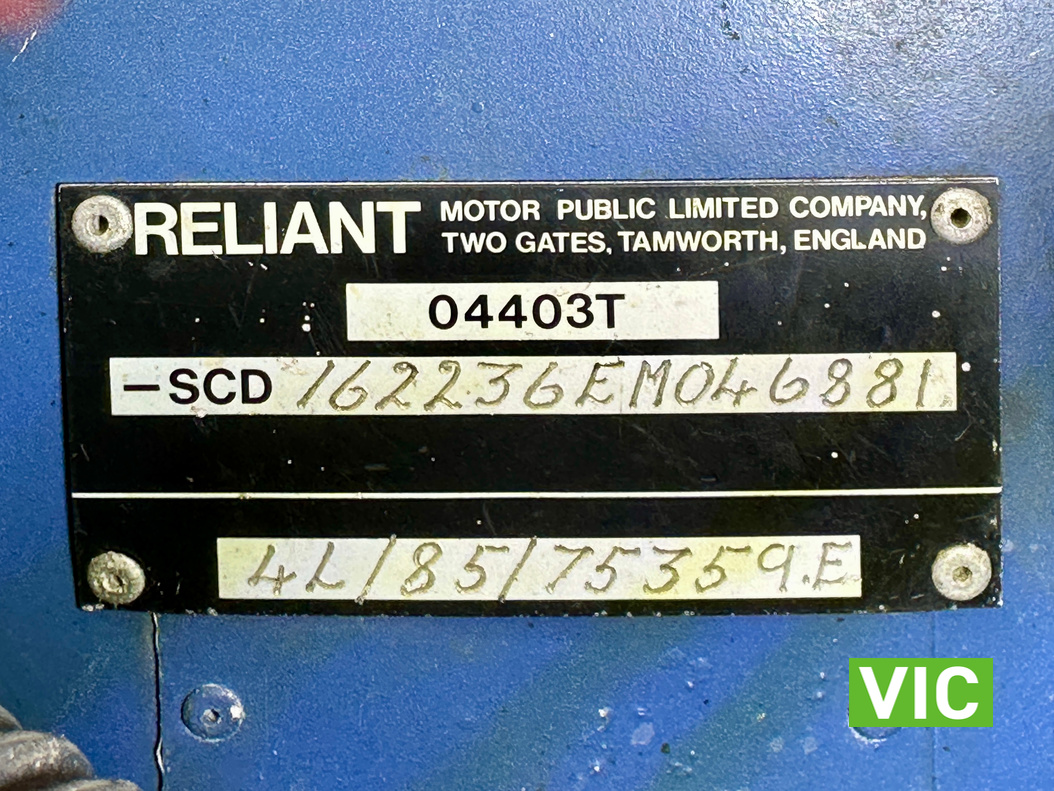 RELIANT MOTOR PUBLIC LIMITED COMPANY,
TWO GATES, TAMWORTH, ENGLAND
04403T
–SCD 162236EM046881
4L/85/75359.E
VIC